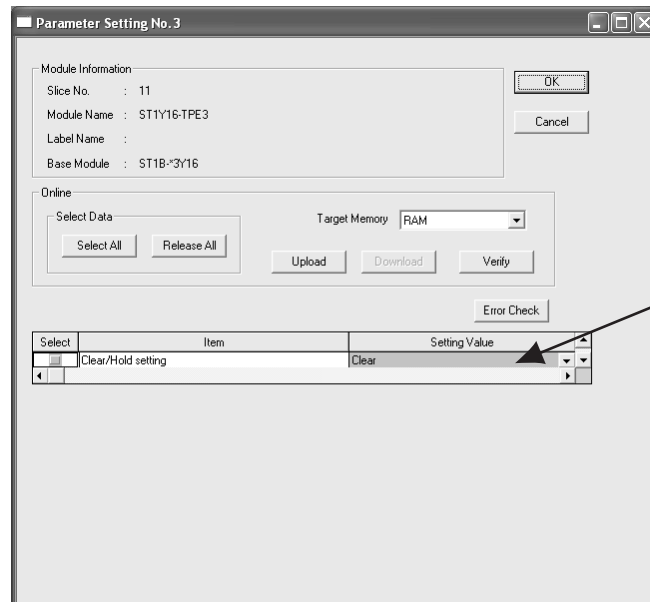 Parameter Setting No.3
Module Information
Slice No. : 11
OK
Module Name : ST1Y16-TPE3
Cancel
Label Name :
Base Module : ST1B-*3Y16
Online
Select Data
Target Memory RAM
Select All Release All
Upload Download Verify
Error Check
Select Item Setting Value
Clear/Hold setting Clear